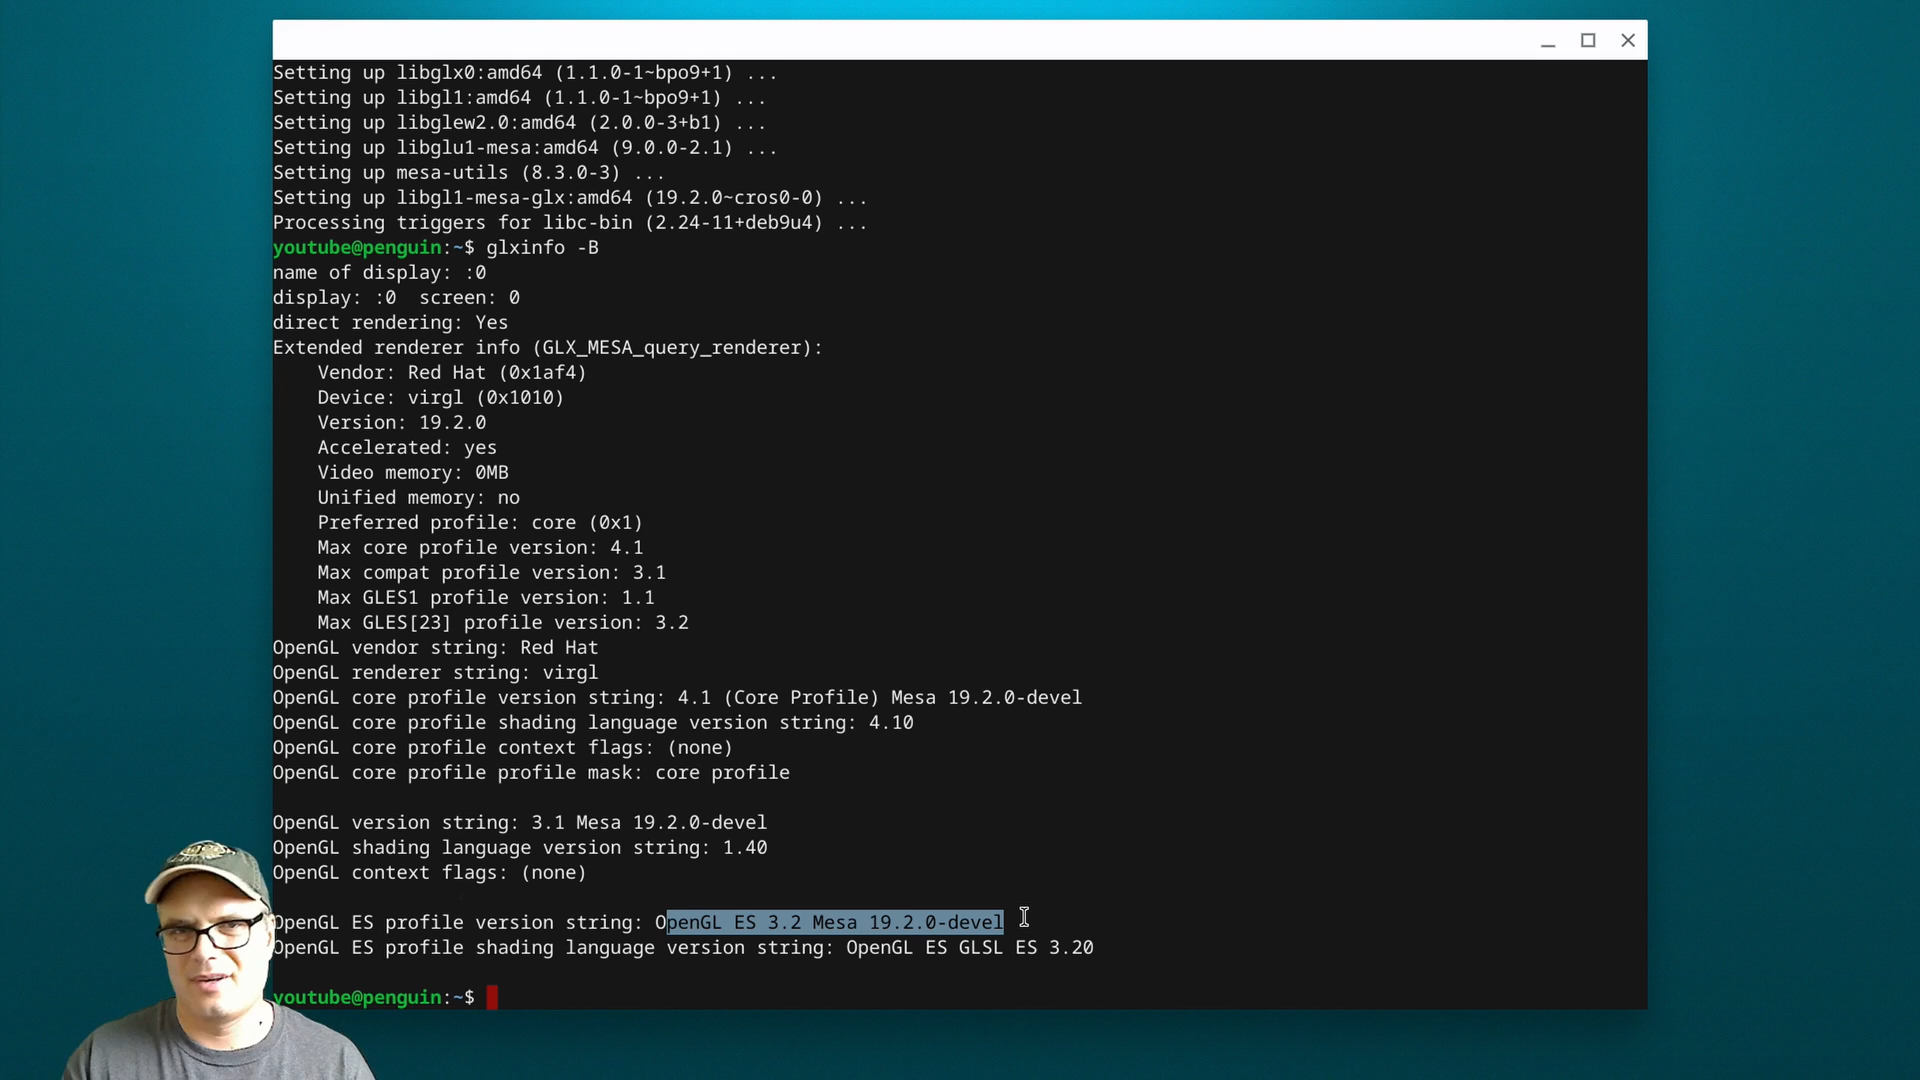 Setting up libglx0:amd64 (1.1.0-1~bpo9+1) ...
Setting up libgl1:amd64 (1.1.0-1~bpo9+1) ...
Setting up libglew2.0:amd64 (2.0.0-3+b1) ...
Setting up libglu1-mesa:amd64 (9.0.0-2.1) ...
Setting up mesa-utils (8.3.0-3) ...
Setting up libgl1-mesa-glx:amd64 (19.2.0~cros0-0) ...
Processing triggers for libc-bin (2.24-11+deb9u4) ...
youtube@penguin:~$ glxinfo -B
name of display: :0
display: :0  screen: 0
direct rendering: Yes
Extended renderer info (GLX_MESA_query_renderer):
    Vendor: Red Hat (0x1af4)
    Device: virgl (0x1010)
    Version: 19.2.0
    Accelerated: yes
    Video memory: 0MB
    Unified memory: no
    Preferred profile: core (0x1)
    Max core profile version: 4.1
    Max compat profile version: 3.1
    Max GLES1 profile version: 1.1
    Max GLES[23] profile version: 3.2
OpenGL vendor string: Red Hat
OpenGL renderer string: virgl
OpenGL core profile version string: 4.1 (Core Profile) Mesa 19.2.0-devel
OpenGL core profile shading language version string: 4.10
OpenGL core profile context flags: (none)
OpenGL core profile profile mask: core profile
OpenGL version string: 3.1 Mesa 19.2.0-devel
OpenGL shading language version string: 1.40
OpenGL context flags: (none)
OpenGL ES profile version string: OpenGL ES 3.2 Mesa 19.2.0-devel
OpenGL ES profile shading language version string: OpenGL ES GLSL ES 3.20
youtube@penguin:~$